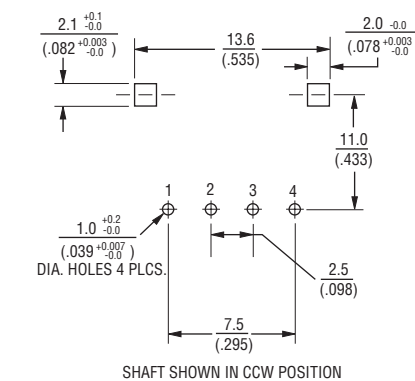 2.1 +0.1 -0.0
(.082 +0.003 -0.0 )
13.6
(.535)
2.0 -0.0
(.078 +0.003 -0.0
11.0
(.433)
1 2 3 4
1.0 +0.2 -0.0
(.039 +0.007 -0.0 )
DIA. HOLES 4 PLCS.
2.5
(.098)
7.5
(.295)
SHAFT SHOWN IN CCW POSITION